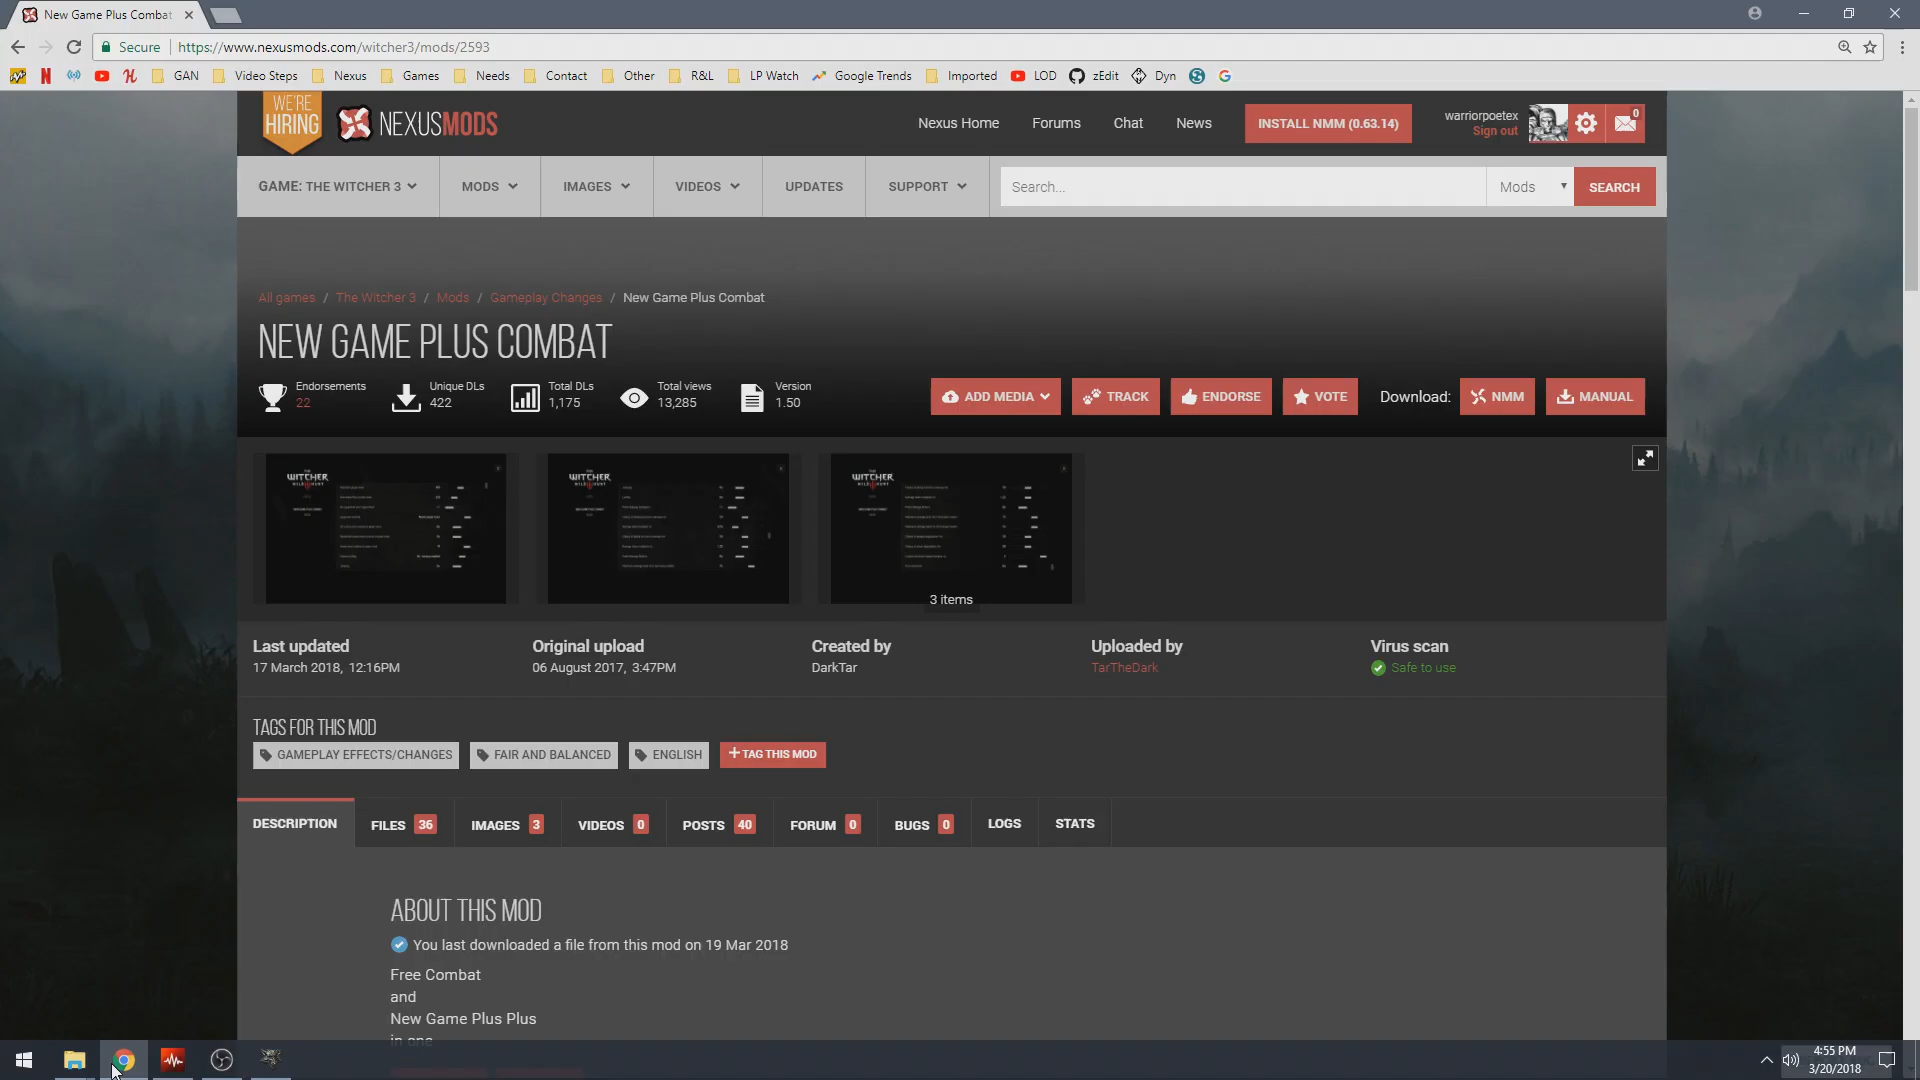 New Game Plus Combat
Secure
https://www.nexusmods.com/witcher3/mods/2593
GAN
Video Steps
Nexus
Games
Needs
Contact
Other
R&L
LP Watch
Google Trends
Imported
LOD
zEdit
Dyn
WE'RE
HIRING
NEXUSMODS
Nexus Home
Forums
Chat
News
INSTALL NMM (0.63.14)
warriorpoetex
Sign out
0
GAME: THE WITCHER 3
MODS
IMAGES
VIDEOS
UPDATES
SUPPORT
Search...
Mods
SEARCH
All games / The Witcher 3 / Mods / Gameplay Changes / New Game Plus Combat
NEW GAME PLUS COMBAT
Endorsements
22
Unique DLs
422
Total DLs
1,175
Total views
13,285
Version
1.50
ADD MEDIA
TRACK
ENDORSE
VOTE
Download:
NMM
MANUAL
WITCHER
WITCHER
WITCHER
3 items
Last updated
17 March 2018, 12:16PM
Original upload
06 August 2017, 3:47PM
Created by
DarkTar
Uploaded by
TarTheDark
Virus scan
Safe to use
TAGS FOR THIS MOD
GAMEPLAY EFFECTS/CHANGES
FAIR AND BALANCED
ENGLISH
+TAG THIS MOD
DESCRIPTION
FILES 36
IMAGES 3
VIDEOS 0
POSTS 40
FORUM 0
BUGS 0
LOGS
STATS
ABOUT THIS MOD
You last downloaded a file from this mod on 19 Mar 2018
Free Combat
and
New Game Plus Plus
in one
4:55 PM
3/20/2018